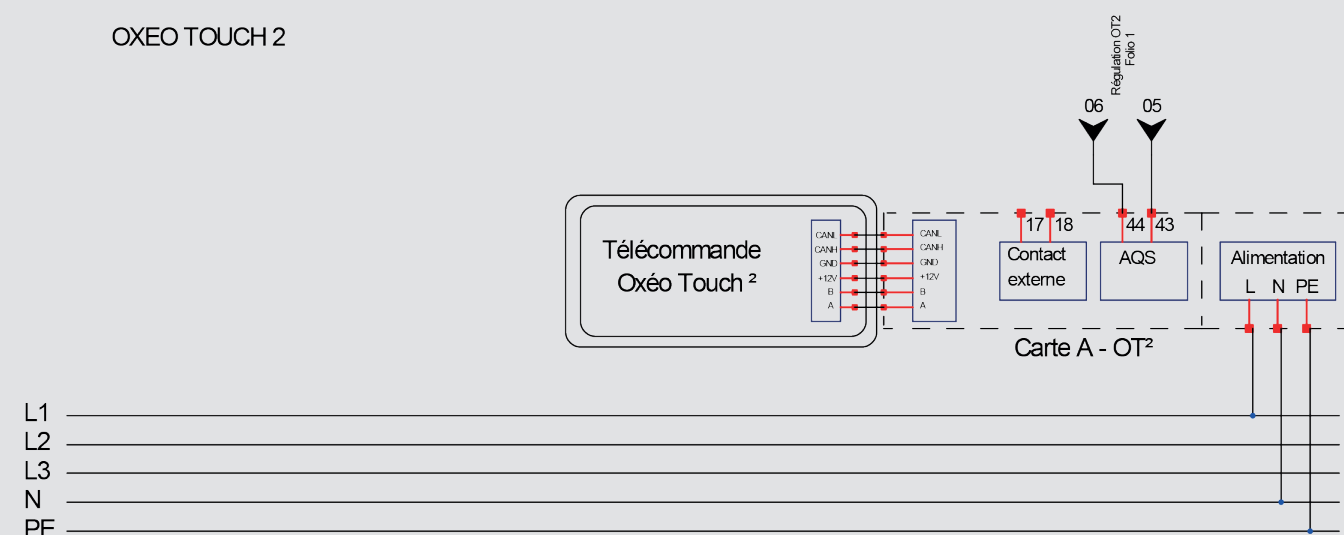 OXEO TOUCH 2
Régulation OT2
Folio 1
06
05
Télécommande
Oxéo Touch ²
CANL
CANH
GND
+12V
B
A
CANL
CANH
GND
+12V
B
A
17
18
44
43
Contact
externe
AQS
Alimentation
L N PE
Carte A - OT²
L1
L2
L3
N
PE